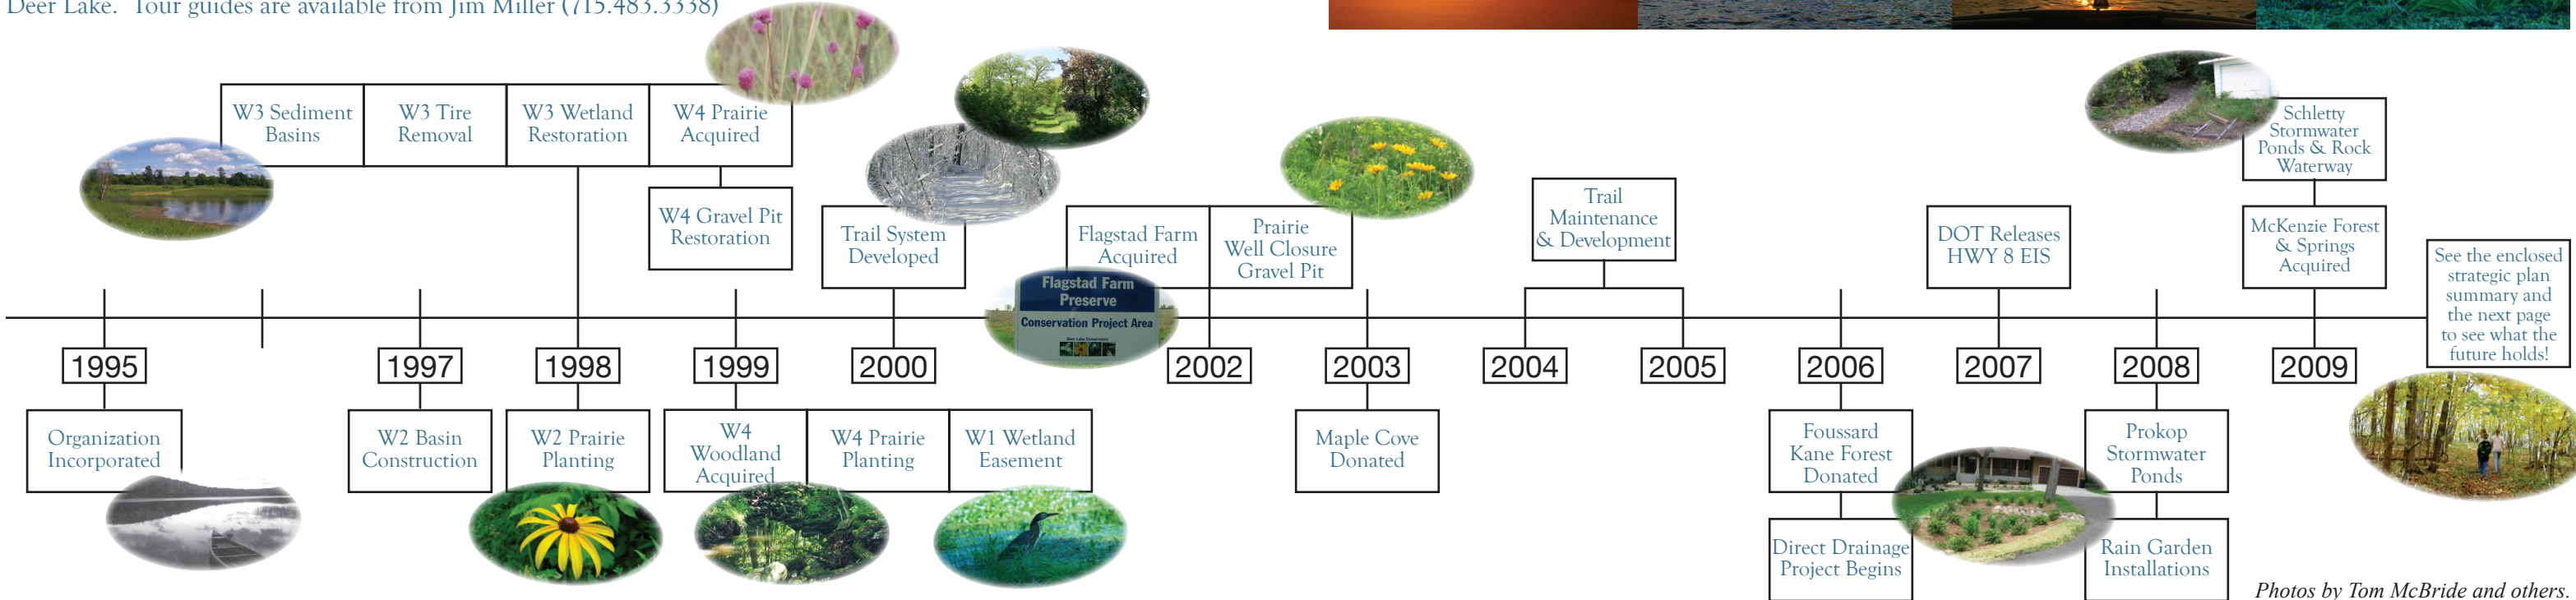 Deer Lake. Tour guides are available from Jim Miller (715.483.3338)
W3 Sediment
Basins
W3 Tire
Removal
W3 Wetland
Restoration
W4 Prairie
Acquired
W4 Gravel Pit
Restoration
Trail System
Developed
Flagstad Farm
Acquired
Prairie
Well Closure
Gravel Pit
Trail
Maintenance
& Development
DOT Releases
HWY 8 EIS
Schletty
Stormwater
Ponds & Rock
Waterway
McKenzie Forest
& Springs
Acquired
See the enclosed
strategic plan
summary and
the next page
to see what the
future holds!
Flagstad Farm
Preserve
Conservation Project Area
1995
1997
1998
1999
2000
2002
2003
2004
2005
2006
2007
2008
2009
Organization
Incorporated
W2 Basin
Construction
W2 Prairie
Planting
W4
Woodland
Acquired
W4 Prairie
Planting
W1 Wetland
Easement
Maple Cove
Donated
Foussard
Kane Forest
Donated
Direct Drainage
Project Begins
Prokop
Stormwater
Ponds
Rain Garden
Installations
Photos by Tom McBride and others.